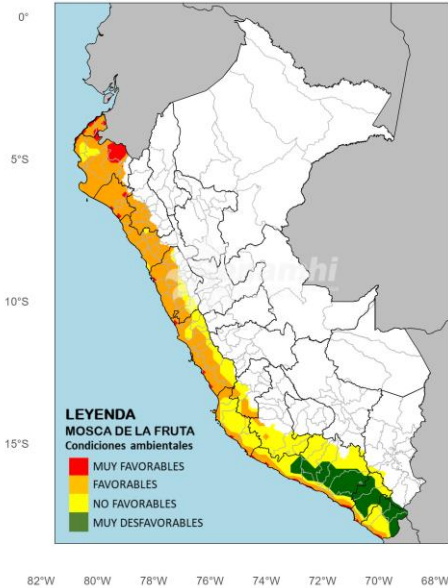 0°
5°S
10°S
15°S
senamhi
LEYENDA
MOSCA DE LA FRUTA
Condiciones ambientales
MUY FAVORABLES
FAVORABLES
NO FAVORABLES
MUY DESFAVORABLES
82°W 80°W 78°W 76°W 74°W 72°W 70°W 68°W